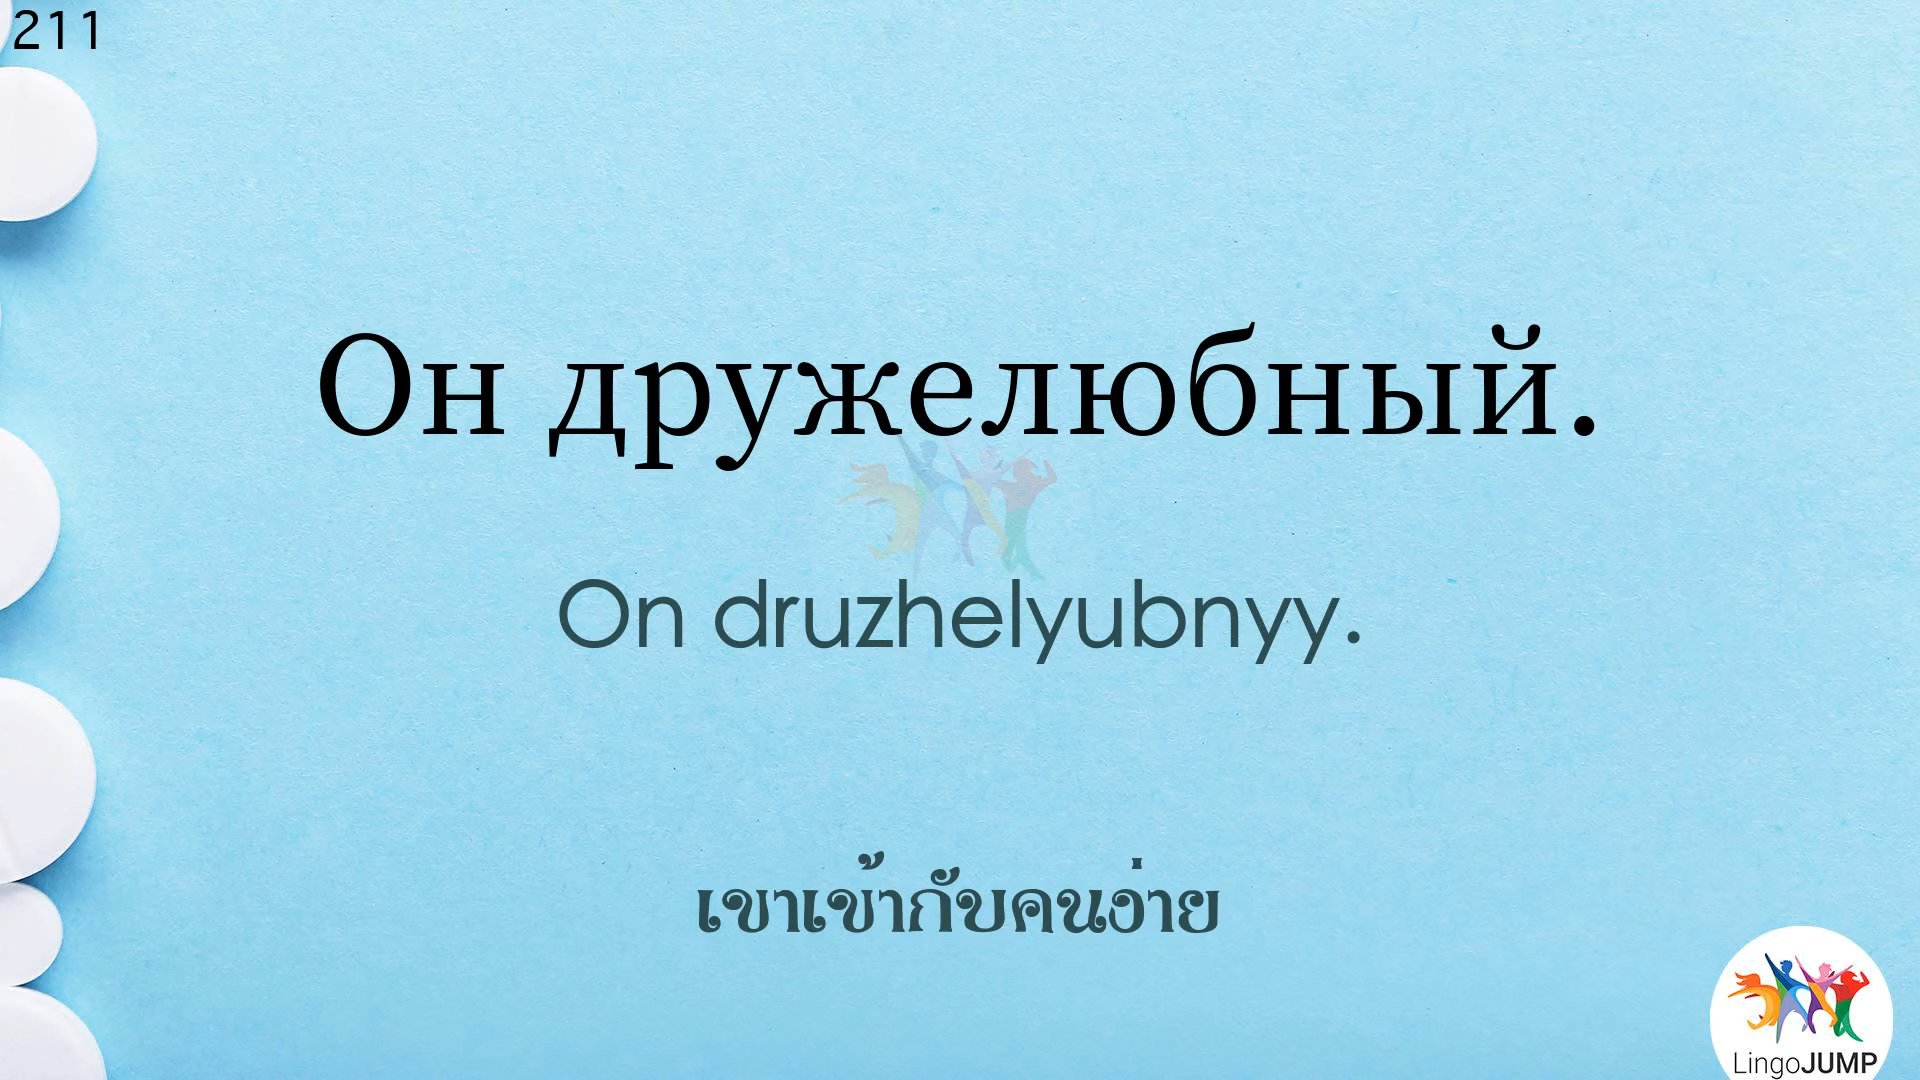 211
Он дружелюбный.
On druzhelyubnyy.
เขาเข้ากับคนง่าย
LingoJUMP